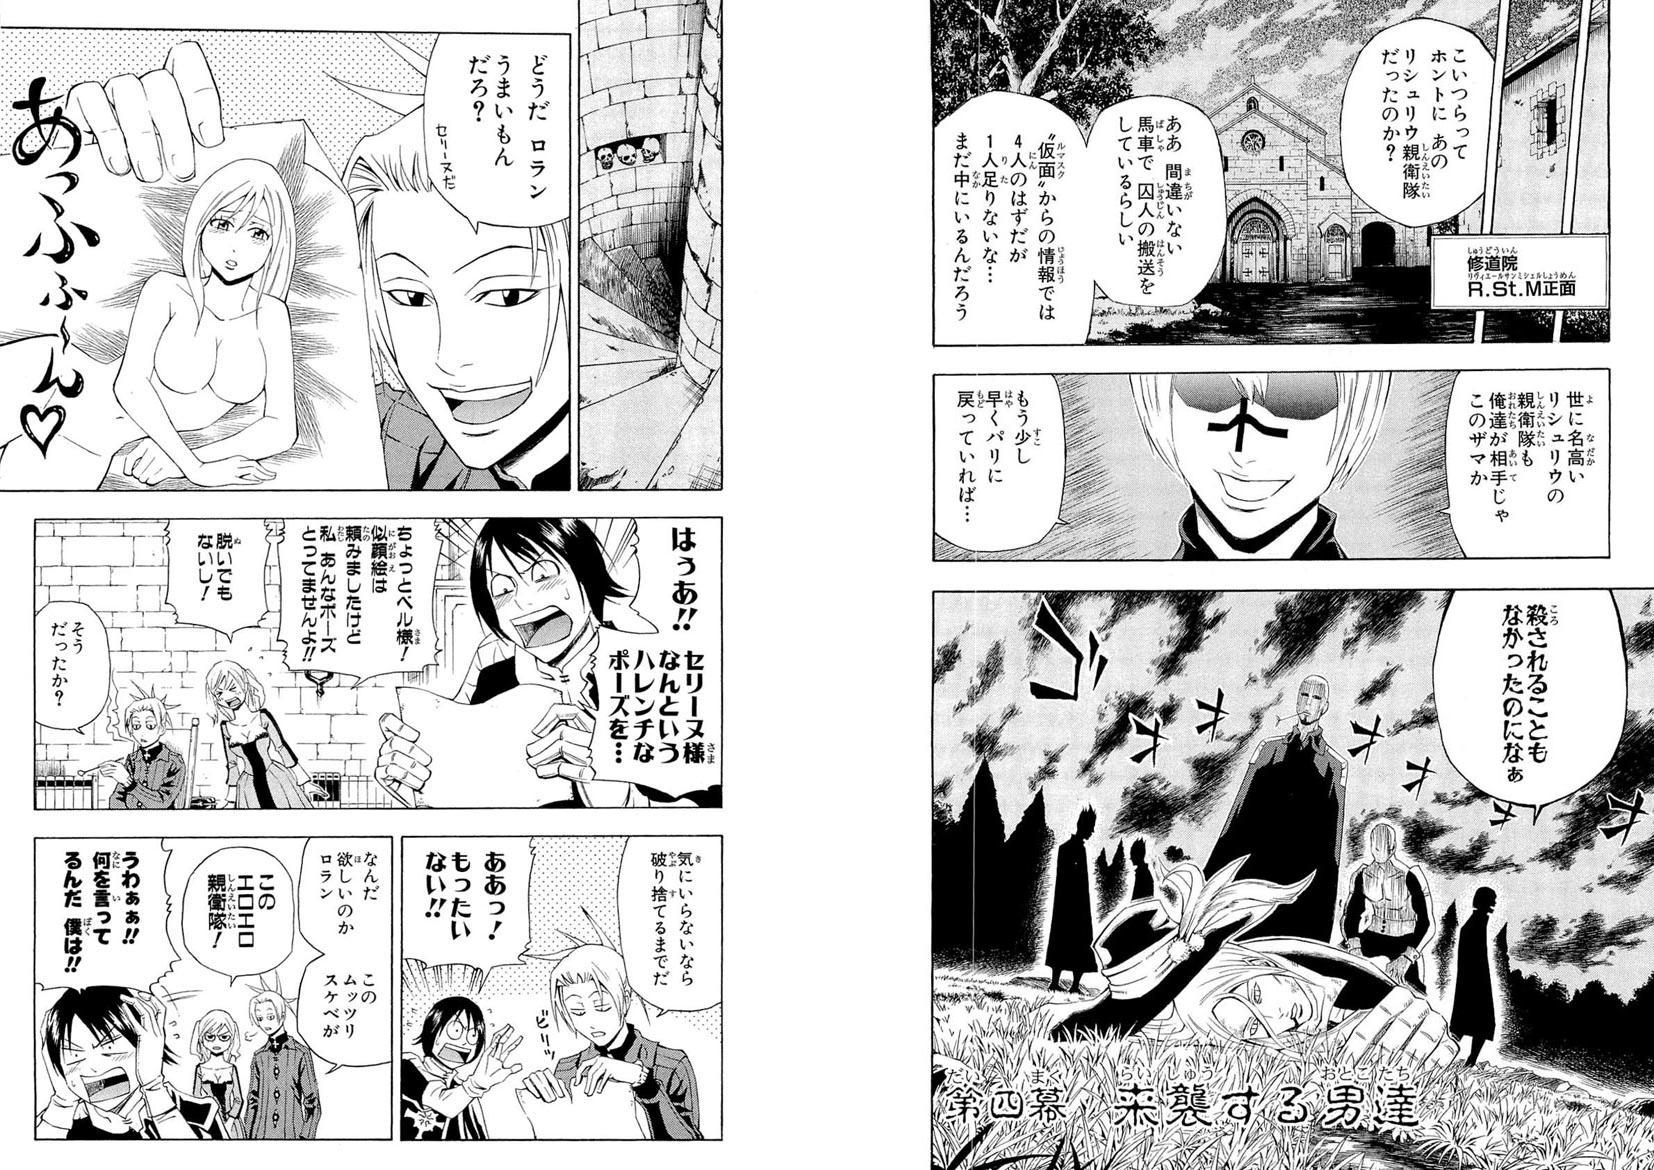 こいつらって
ホントに あの
リシュリウ親衛隊
だったのか?
修道院
R.St.M正面
ああ 間違いない
馬車で 囚人の搬送を
しているらしい
“仮面”からの情報では
4人のはずだが
1人足りないな…
まだ中にいるんだろう
世に名高い
リシュリウの
親衛隊も
俺達が相手じゃ
このザマか
もう少し
早くパリに
戻っていれば…
殺されることも
なかったのになぁ
ゴゴ
ギギギギオオオ
第四幕 来襲する男達
どうだ ロラン
うまいもん
だろ?
セリーヌだ
あっふふ〜ん♡
はぅあ!!
セリーヌ様
なんという
ハレンチな
ポーズを…
ちょっとベル様!
似顔絵は
頼みましたけど
私 あんなポーズ
とってませんよ!!
脱いでも
ないし!
そう
だったか?
気にいらないなら
破り捨てるまでだ
ああっ!
もったい
ない!!
ビリッ
なんだ
欲しいのか
ロラン
この
ムッツリ
スケベが
この
エロエロ
親衛隊!
うわぁぁ!!
何を言って
るんだ 僕は!!